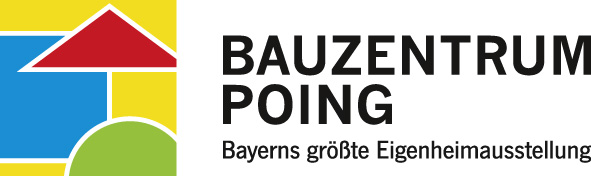 BAUZENTRUM
POING
Bayerns größte Eigenheimausstellung